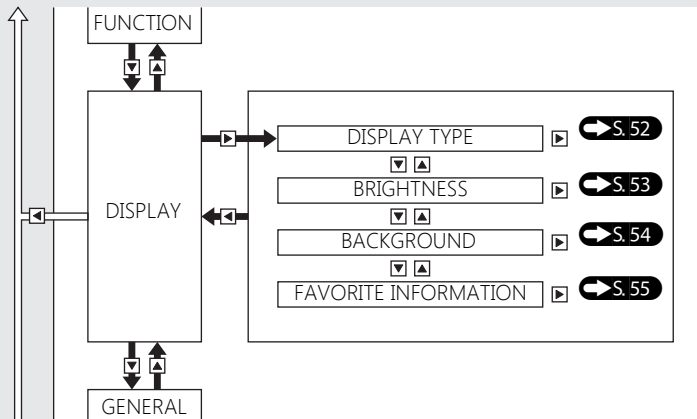 FUNCTION
DISPLAY
DISPLAY TYPE
S. 52
BRIGHTNESS
S. 53
BACKGROUND
S. 54
FAVORITE INFORMATION
S. 55
GENERAL